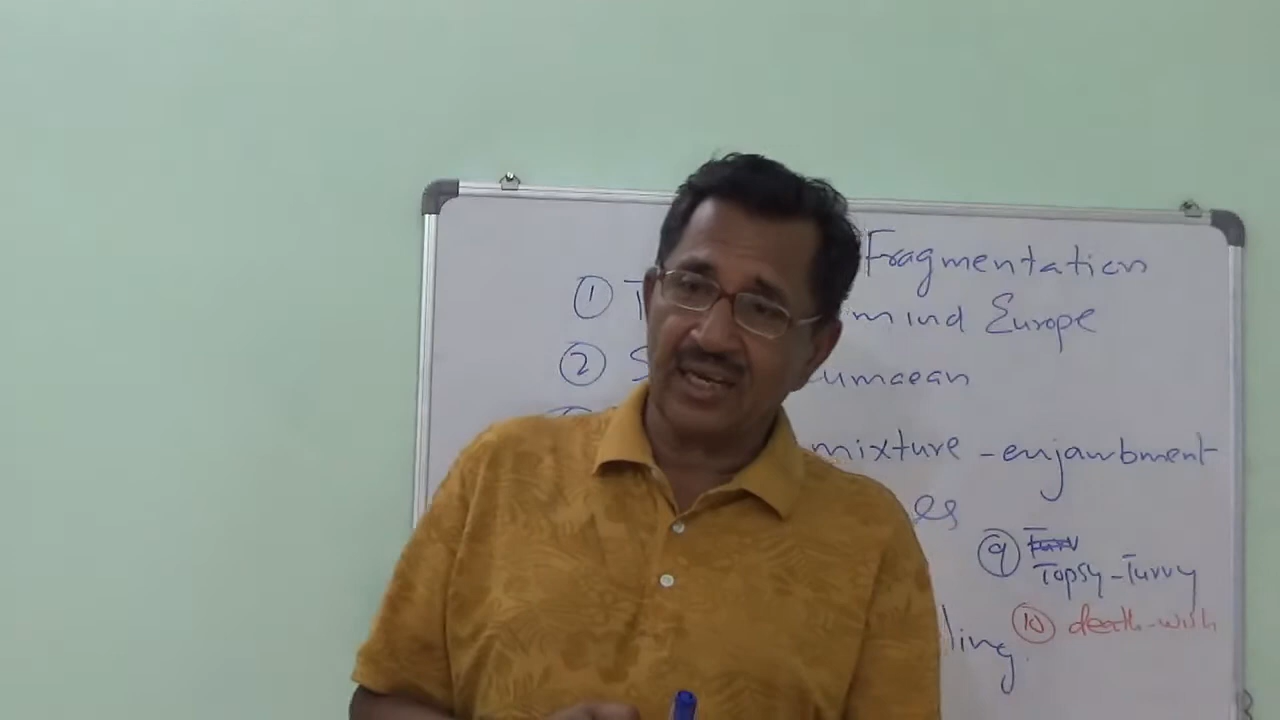 Fragmentation
① T mind Europe
② S umaean
mixture - enjambment
es
⑨
Topsy-Turvy
⑩ death-wish
ling.